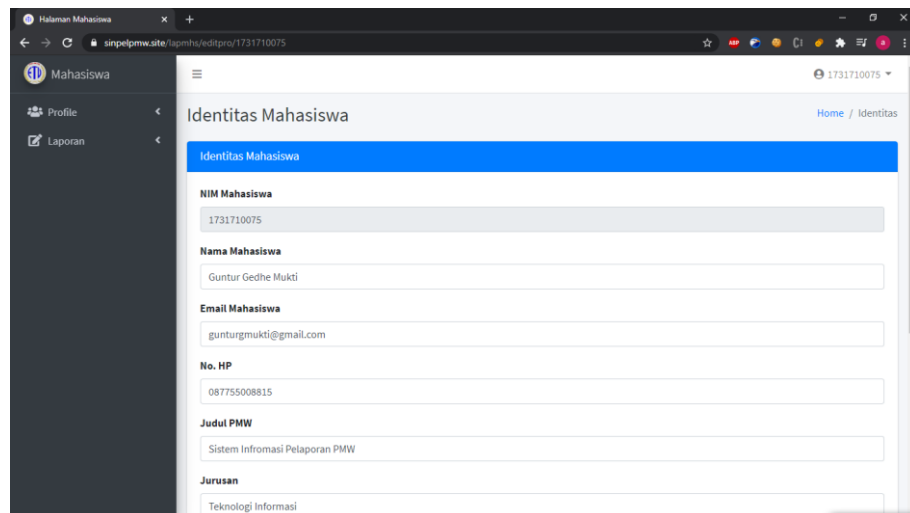 Halaman Mahasiswa
sinpelpmw.site/lapmhs/editpro/1731710075
ABP
a
Mahasiswa
1731710075
Profile
Laporan
Identitas Mahasiswa
Home / Identitas
Identitas Mahasiswa
NIM Mahasiswa
1731710075
Nama Mahasiswa
Guntur Gedhe Mukti
Email Mahasiswa
gunturgmukti@gmail.com
No. HP
087755008815
Judul PMW
Sistem Infromasi Pelaporan PMW
Jurusan
Teknologi Informasi